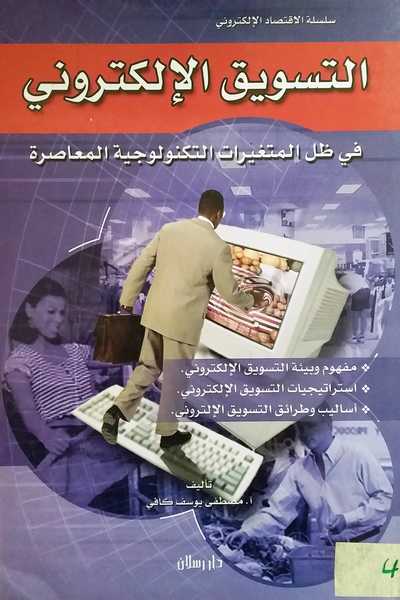 سلسلة الاقتصاد الإلكتروني
التسويق الإلكتروني
في ظل المتغيرات التكنولوجية المعاصرة
❖ مفهوم وبيئة التسويق الإلكتروني.
❖ استراتيجيات التسويق الإلكتروني.
❖ أساليب وطرائق التسويق الإلتروني.
تأليف
أ. مصطفى يوسف كافي
دار رسلان
4